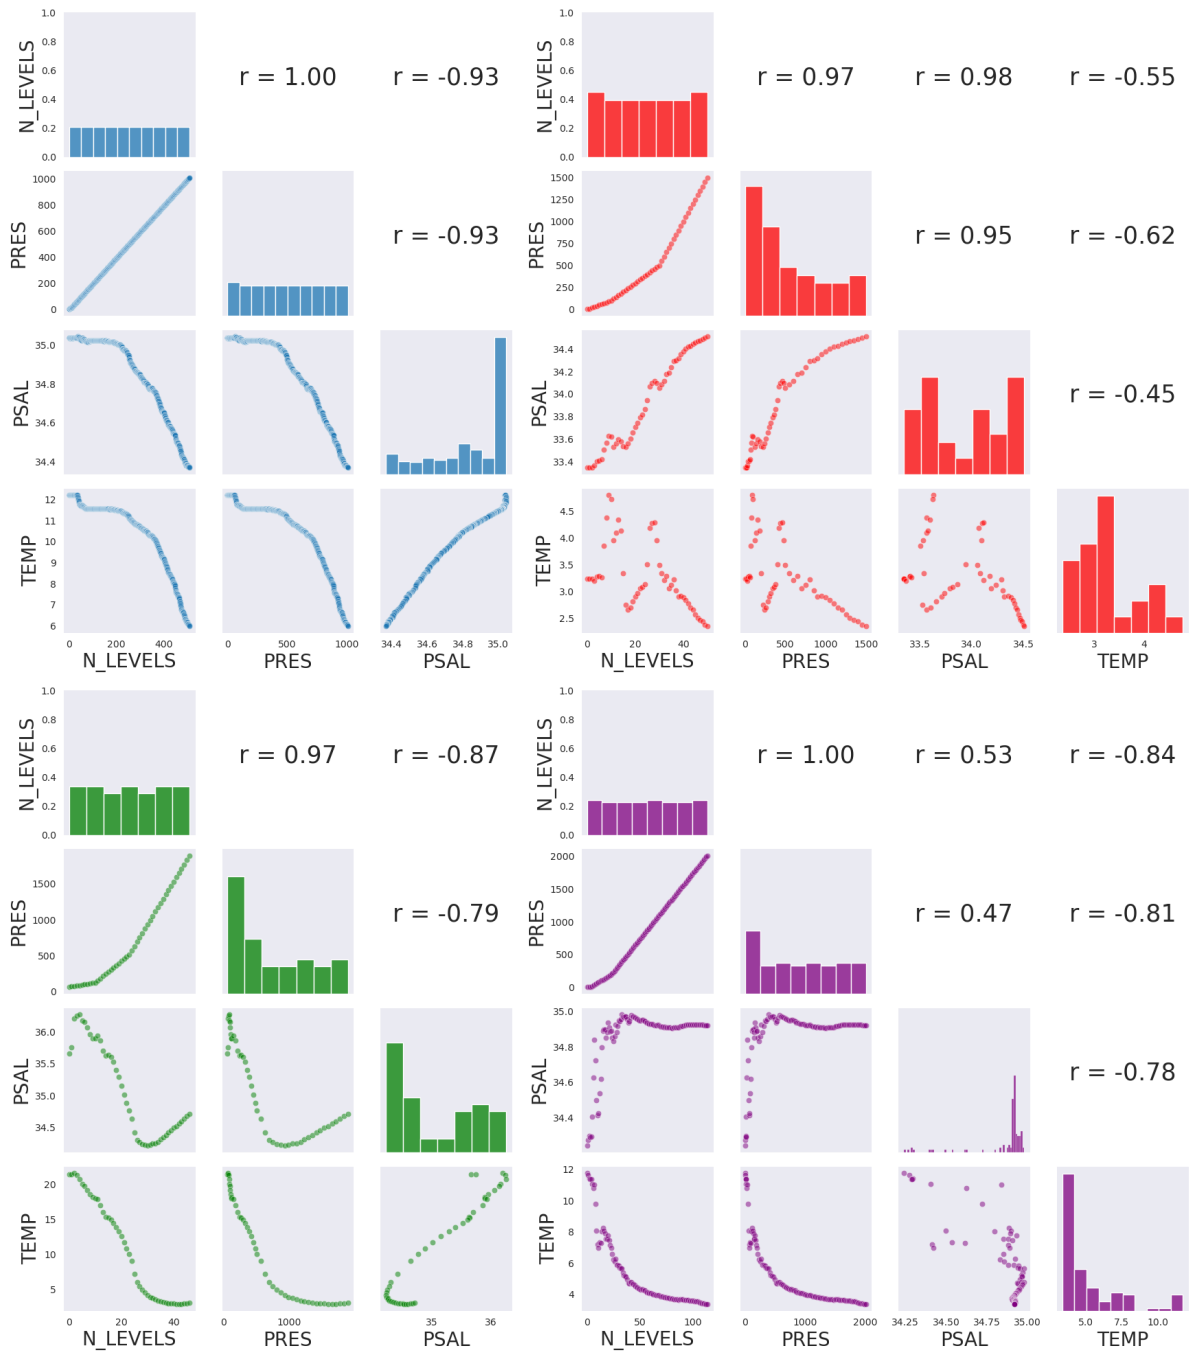 1.0
0.8
0.6
0.4
0.2
0.0
N_LEVELS
r = 1.00
r = -0.93
1000
800
600
400
200
0
PRES
r = -0.93
35.0
34.8
34.6
34.4
PSAL
12
11
10
9
8
7
6
TEMP
0 200 400
0 500 1000
34.4 34.6 34.8 35.0
N_LEVELS PRES PSAL
1.0
0.8
0.6
0.4
0.2
0.0
N_LEVELS
r = 0.97
r = 0.98
r = -0.55
1500
1250
1000
750
500
250
0
PRES
r = 0.95
r = -0.62
34.4
34.2
34.0
33.8
33.6
33.4
PSAL
r = -0.45
4.5
4.0
3.5
3.0
2.5
TEMP
0 20 40
0 500 1000 1500
33.5 34.0 34.5
3 4
N_LEVELS PRES PSAL TEMP
1.0
0.8
0.6
0.4
0.2
0.0
N_LEVELS
r = 0.97
r = -0.87
1500
1000
500
0
PRES
r = -0.79
36.0
35.5
35.0
34.5
PSAL
20
15
10
5
TEMP
0 20 40
0 1000
35 36
N_LEVELS PRES PSAL
1.0
0.8
0.6
0.4
0.2
0.0
N_LEVELS
r = 1.00
r = 0.53
r = -0.84
2000
1500
1000
500
0
PRES
r = 0.47
r = -0.81
35.0
34.8
34.6
34.4
PSAL
r = -0.78
12
10
8
6
4
TEMP
0 50 100
0 1000 2000
34.25 34.50 34.75 35.00
5.0 7.5 10.0
N_LEVELS PRES PSAL TEMP